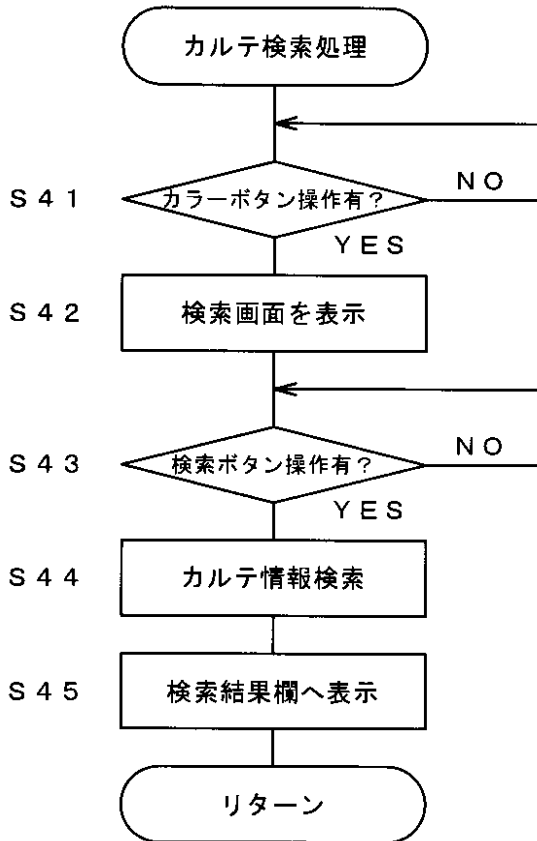 カルテ検索処理
S41
カラーボタン操作有?
NO
YES
S42
検索画面を表示
S43
検索ボタン操作有?
NO
YES
S44
カルテ情報検索
S45
検索結果欄へ表示
リターン